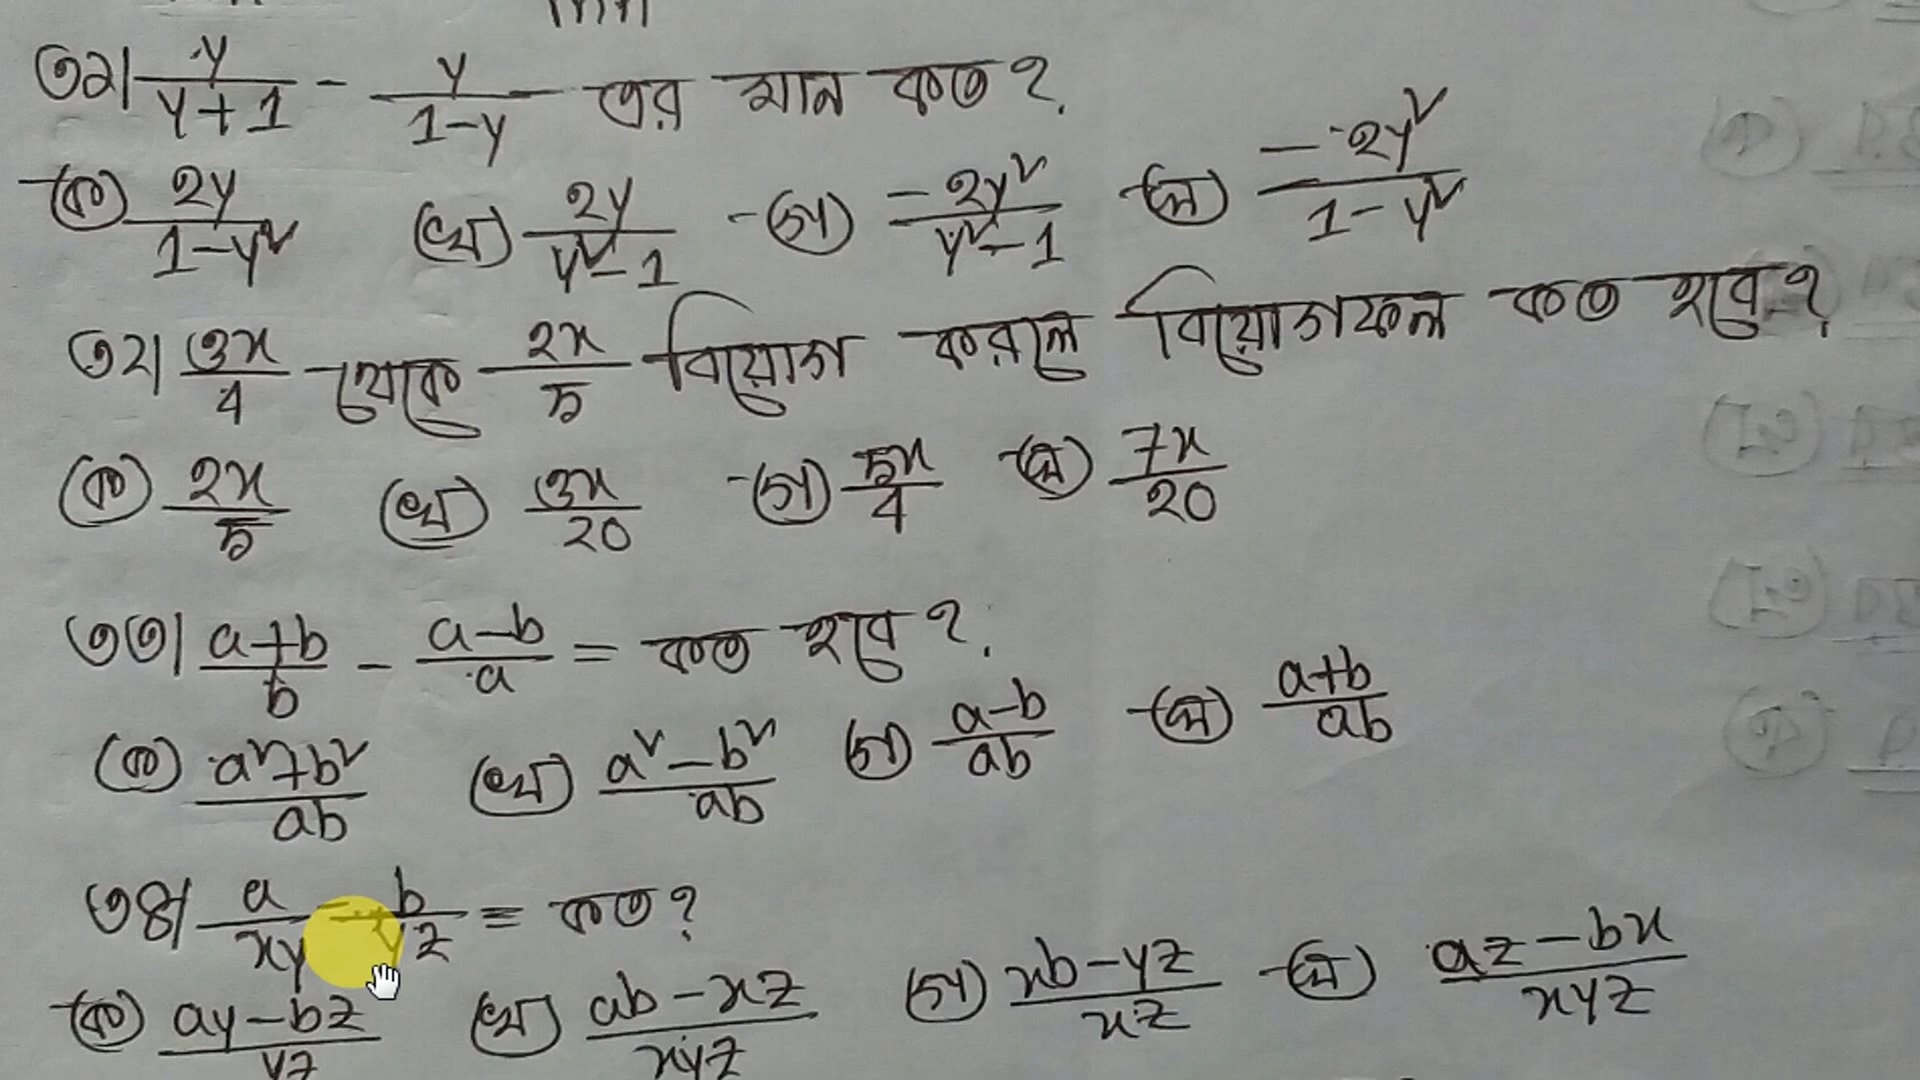 ৩১। y/(y+1) - y/(1-y) এর মান কত?
(ক) 2y/(1-y²) (খ) 2y/(y²-1) (গ) -2y²/(y²-1) (ঘ) -2y²/(1-y²)
৩২। 3x/4 থেকে 2x/5 বিয়োগ করলে বিয়োগফল কত হবে?
(ক) 2x/5 (খ) 3x/20 (গ) 5x/4 (ঘ) 7x/20
৩৩। (a+b)/b - (a-b)/a = কত হবে?
(ক) (a²+b²)/ab (খ) (a²-b²)/ab (গ) (a-b)/ab (ঘ) (a+b)/ab
৩৪। a/xy - b/yz = কত?
(ক) (ay-bz)/yz (খ) (ab-xz)/xyz (গ) (xb-yz)/xz (ঘ) (az-bx)/xyz